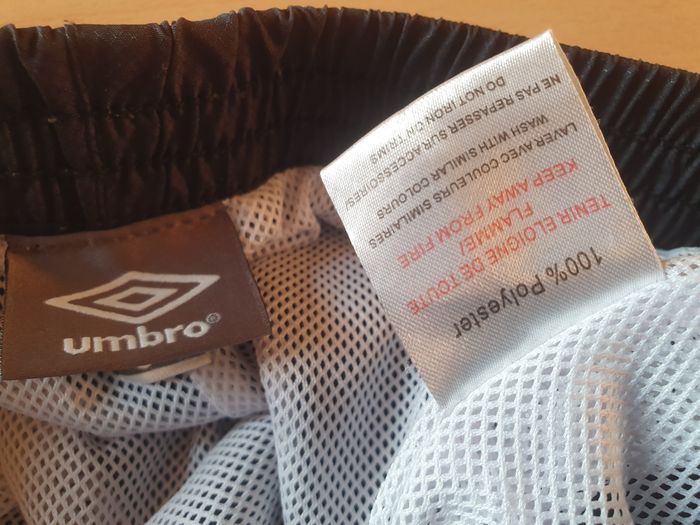 umbro®
100% Polyester
TENIR ELOIGNE DE TOUTE
FLAMME/
KEEP AWAY FROM FIRE
LAVER AVEC COULEURS SIMILAIRES
WASH WITH SIMILAR COLOURS
NE PAS REPASSER SUR ACCESSOIRES/
DO NOT IRON ON TRIMS